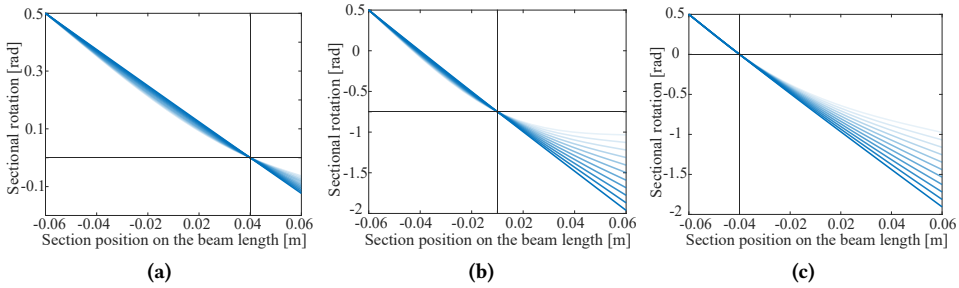 Sectional rotation [rad]
0.5
0.3
0.1
-0.1
-0.06 -0.04 -0.02 0.02 0.04 0.06
Section position on the beam length [m]
(a)
Sectional rotation [rad]
0.5
0
-0.5
-1
-1.5
-2
-0.06 -0.04 -0.02 0.02 0.04 0.06
Section position on the beam length [m]
(b)
Sectional rotation [rad]
0.5
0
-0.5
-1
-1.5
-2
-0.06 -0.04 -0.02 0.02 0.04 0.06
Section position on the beam length [m]
(c)